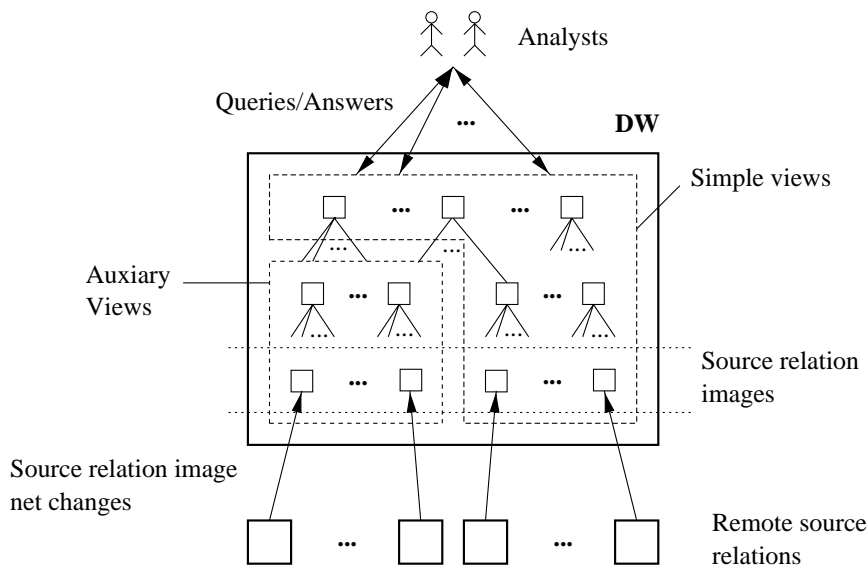 Analysts
Queries/Answers
...
DW
Simple views
...
...
...
...
...
Auxiary
Views
...
...
...
...
...
...
Source relation
images
...
...
Source relation image
net changes
...
...
Remote source
relations